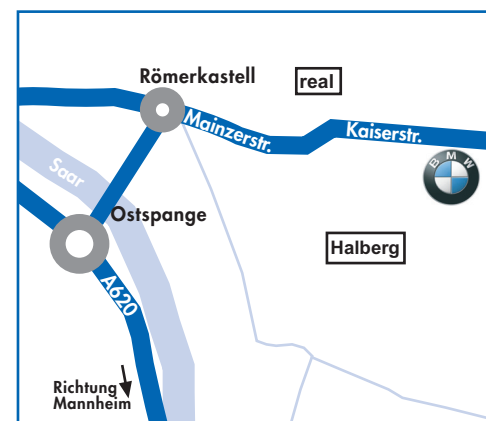 Römerkastell
real
Mainzerstr.
Kaiserstr.
BMW
Saar
Ostspange
Halberg
A620
Richtung
Mannheim